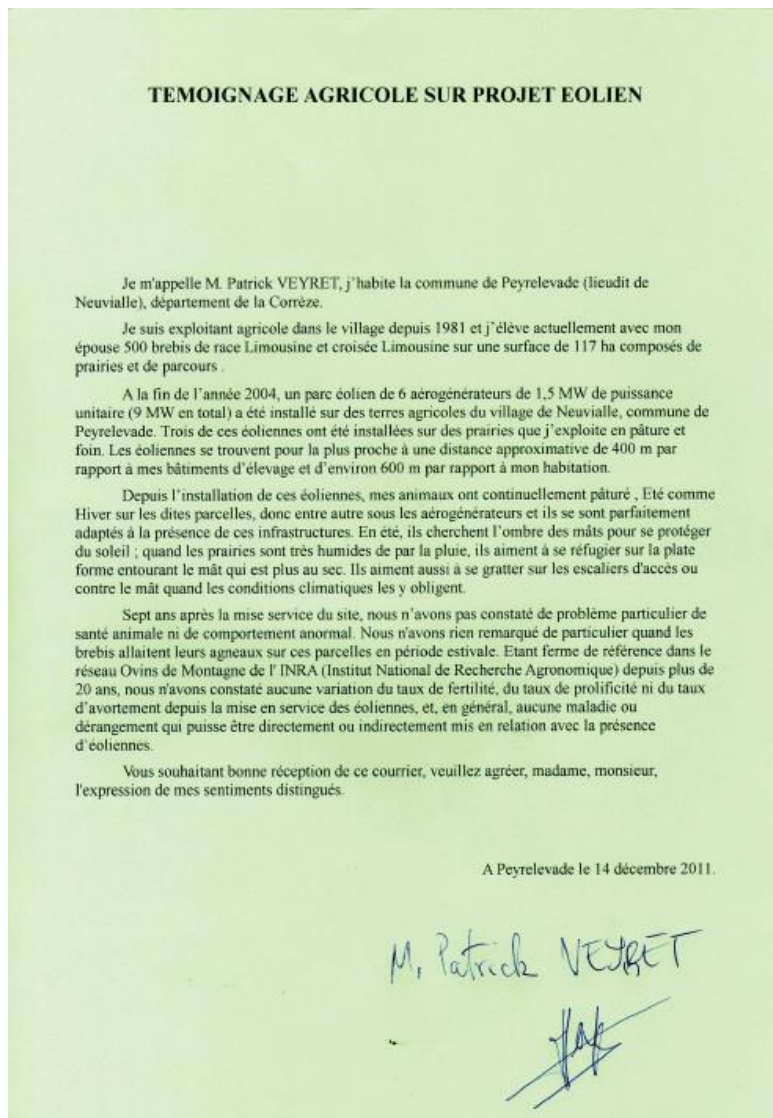 TEMOIGNAGE AGRICOLE SUR PROJET EOLIEN
Je m'appelle M. Patrick VEYRET, j'habite la commune de Peyrelevade (lieudit de
Neuvialle), département de la Corrèze.
Je suis exploitant agricole dans le village depuis 1981 et j'élève actuellement avec mon
épouse 500 brebis de race Limousine et croisée Limousine sur une surface de 117 ha composés de
prairies et de parcours .
A la fin de l'année 2004, un parc éolien de 6 aérogénérateurs de 1,5 MW de puissance
unitaire (9 MW en total) a été installé sur des terres agricoles du village de Neuvialle, commune de
Peyrelevade. Trois de ces éoliennes ont été installées sur des prairies que j'exploite en pâture et
foin. Les éoliennes se trouvent pour la plus proche à une distance approximative de 400 m par
rapport à mes bâtiments d'élevage et d'environ 600 m par rapport à mon habitation.
Depuis l'installation de ces éoliennes, mes animaux ont continuellement pâturé , Eté comme
Hiver sur les dites parcelles, donc entre autre sous les aérogénérateurs et ils se sont parfaitement
adaptés à la présence de ces infrastructures. En été, ils cherchent l'ombre des mâts pour se protéger
du soleil ; quand les prairies sont très humides de par la pluie, ils aiment à se réfugier sur la plate
forme entourant le mât qui est plus au sec. Ils aiment aussi à se gratter sur les escaliers d'accès ou
contre le mât quand les conditions climatiques les y obligent.
Sept ans après la mise service du site, nous n'avons pas constaté de problème particulier de
santé animale ni de comportement anormal. Nous n'avons rien remarqué de particulier quand les
brebis allaitent leurs agneaux sur ces parcelles en période estivale. Etant ferme de référence dans le
réseau Ovins de Montagne de l' INRA (Institut National de Recherche Agronomique) depuis plus de
20 ans, nous n'avons constaté aucune variation du taux de fertilité, du taux de prolificité ni du taux
d'avortement depuis la mise en service des éoliennes, et, en général, aucune maladie ou
dérangement qui puisse être directement ou indirectement mis en relation avec la présence
d'éoliennes.
Vous souhaitant bonne réception de ce courrier, veuillez agréer, madame, monsieur,
l'expression de mes sentiments distingués.
A Peyrelevade le 14 décembre 2011.
M. Patrick VEYRET